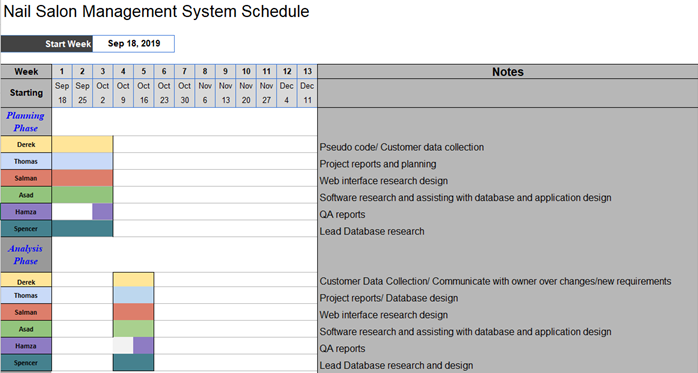 Nail Salon Management System Schedule
Start Week Sep 18, 2019
Week 1 2 3 4 5 6 7 8 9 10 11 12 13 Notes
Starting Sep 18 Sep 25 Oct 2 Oct 9 Oct 16 Oct 23 Oct 30 Nov 6 Nov 13 Nov 20 Nov 27 Dec 4 Dec 11
Planning
Phase
Derek Pseudo code/ Customer data collection
Thomas Project reports and planning
Salman Web interface research design
Asad Software research and assisting with database and application design
Hamza QA reports
Spencer Lead Database research
Analysis
Phase
Derek Customer Data Collection/ Communicate with owner over changes/new requirements
Thomas Project reports/ Database design
Salman Web interface research design
Asad Software research and assisting with database and application design
Hamza QA reports
Spencer Lead Database research and design